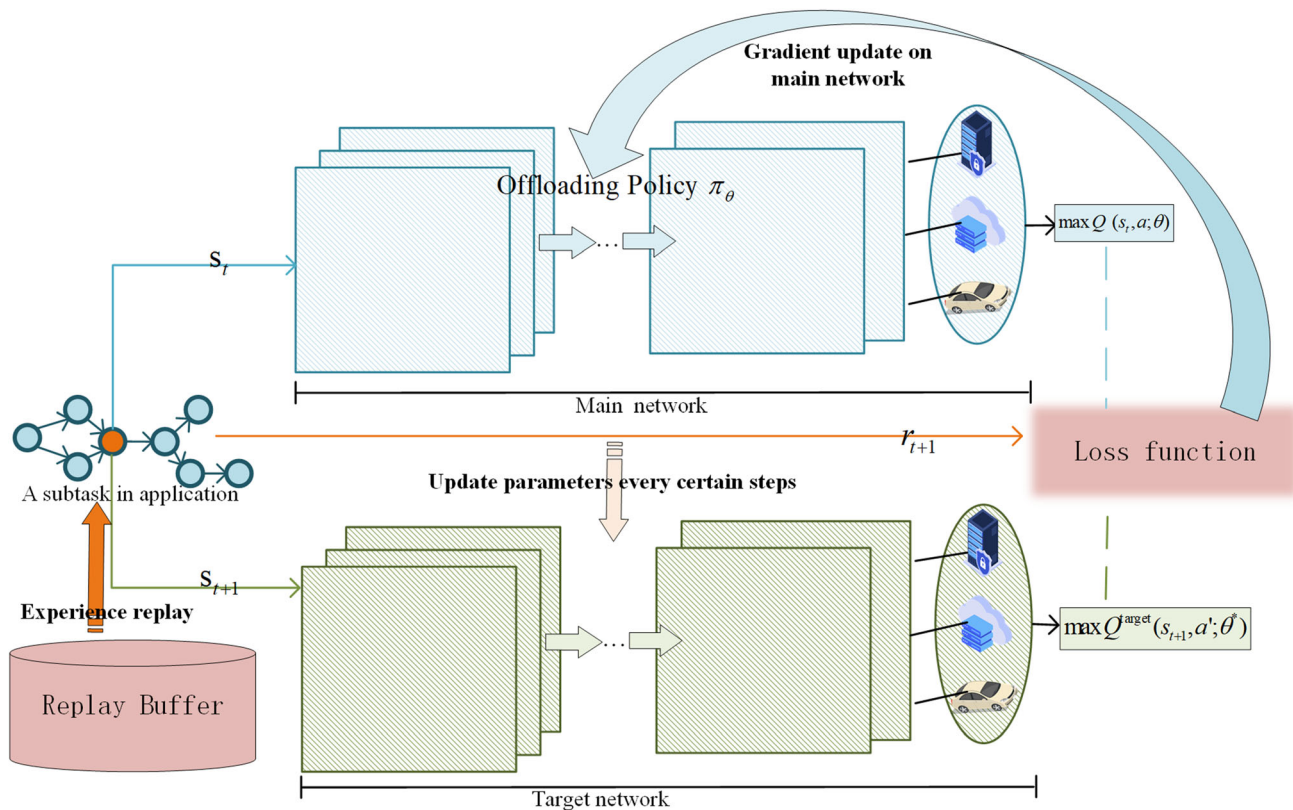 Gradient update on
main network
Offloading Policy π_θ
...
max Q (s_t, a; θ)
s_t
Main network
r_{t+1}
Loss function
A subtask in application
Update parameters every certain steps
s_{t+1}
Experience replay
...
max Q^{target}(s_{t+1}, a'; θ^*)
Replay Buffer
Target network